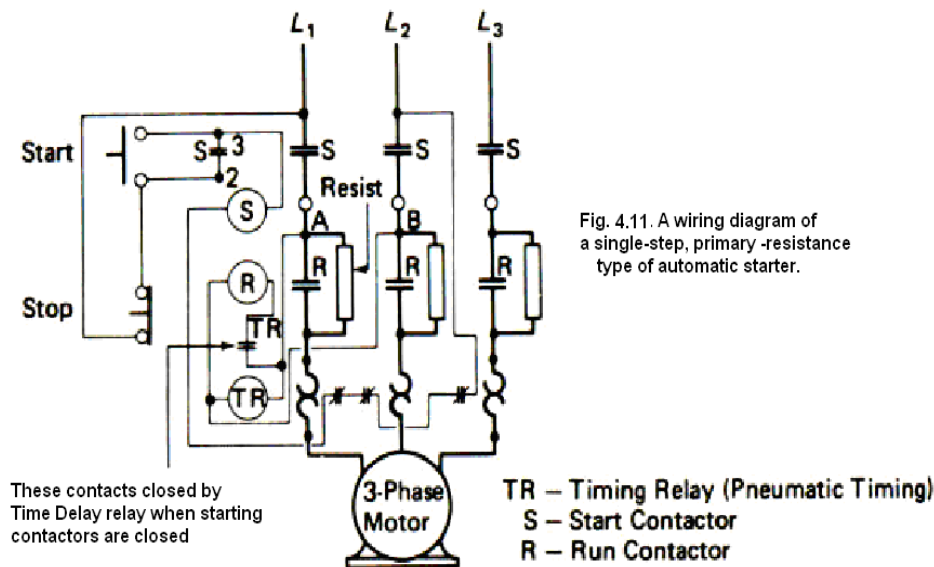 L1
L2
L3
Start
S
3
2
S
S
S
S
Resist
A
B
Fig. 4.11. A wiring diagram of
a single-step, primary -resistance
type of automatic starter.
R
R
R
R
Stop
TR
TR
These contacts closed by
Time Delay relay when starting
contactors are closed
3-Phase
Motor
TR – Timing Relay (Pneumatic Timing)
S – Start Contactor
R – Run Contactor